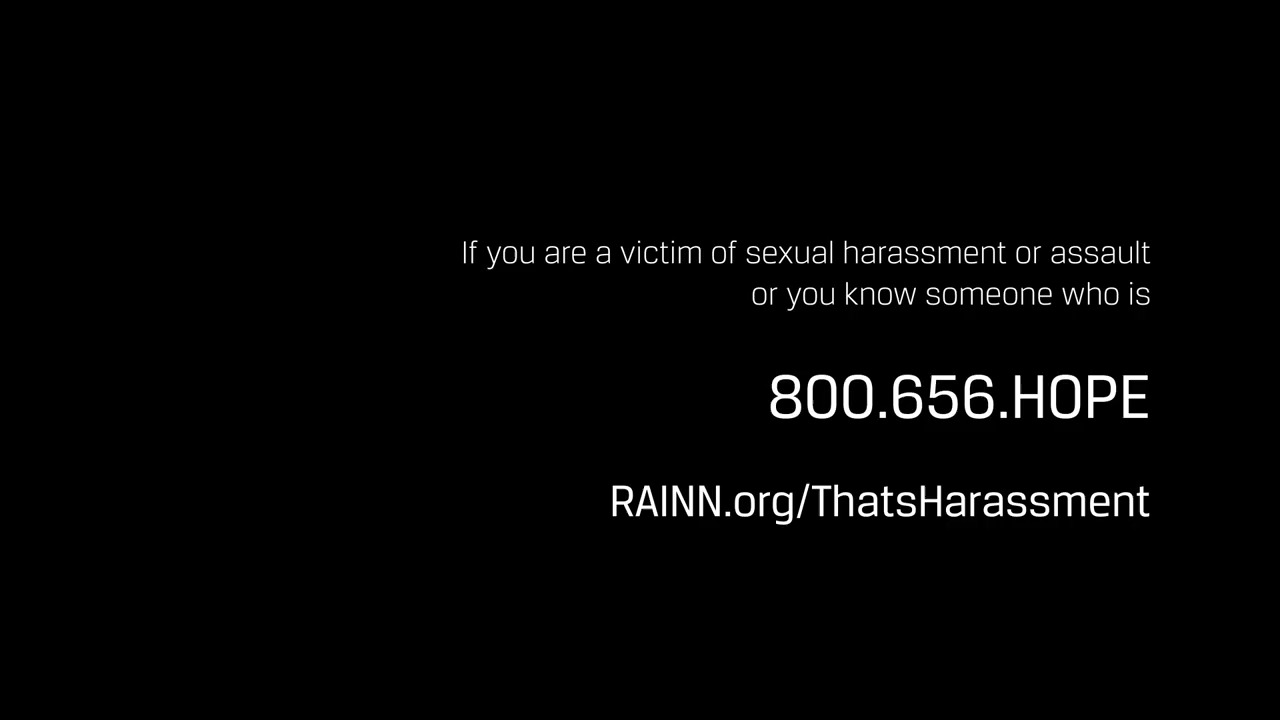 If you are a victim of sexual harassment or assault
or you know someone who is
800.656.HOPE
RAINN.org/ThatsHarassment